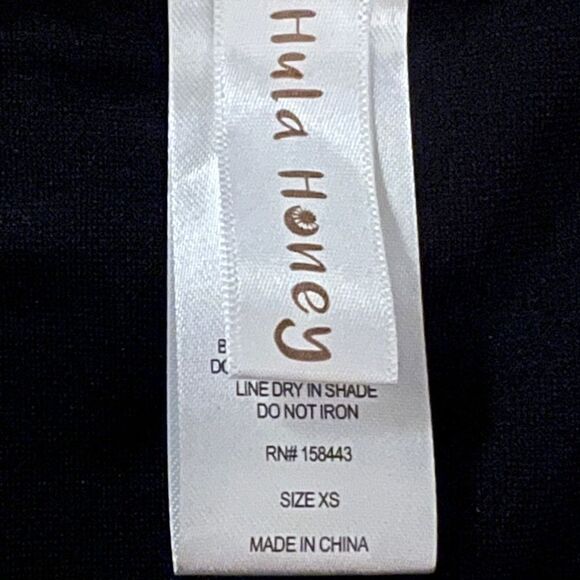 Hula Honey
LINE DRY IN SHADE
DO NOT IRON
RN# 158443
SIZE XS
MADE IN CHINA